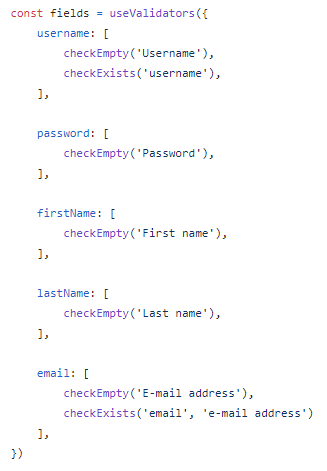 const fields = useValidators({
    username: [
        checkEmpty('Username'),
        checkExists('username'),
    ],

    password: [
        checkEmpty('Password'),
    ],

    firstName: [
        checkEmpty('First name'),
    ],

    lastName: [
        checkEmpty('Last name'),
    ],

    email: [
        checkEmpty('E-mail address'),
        checkExists('email', 'e-mail address')
    ],
})